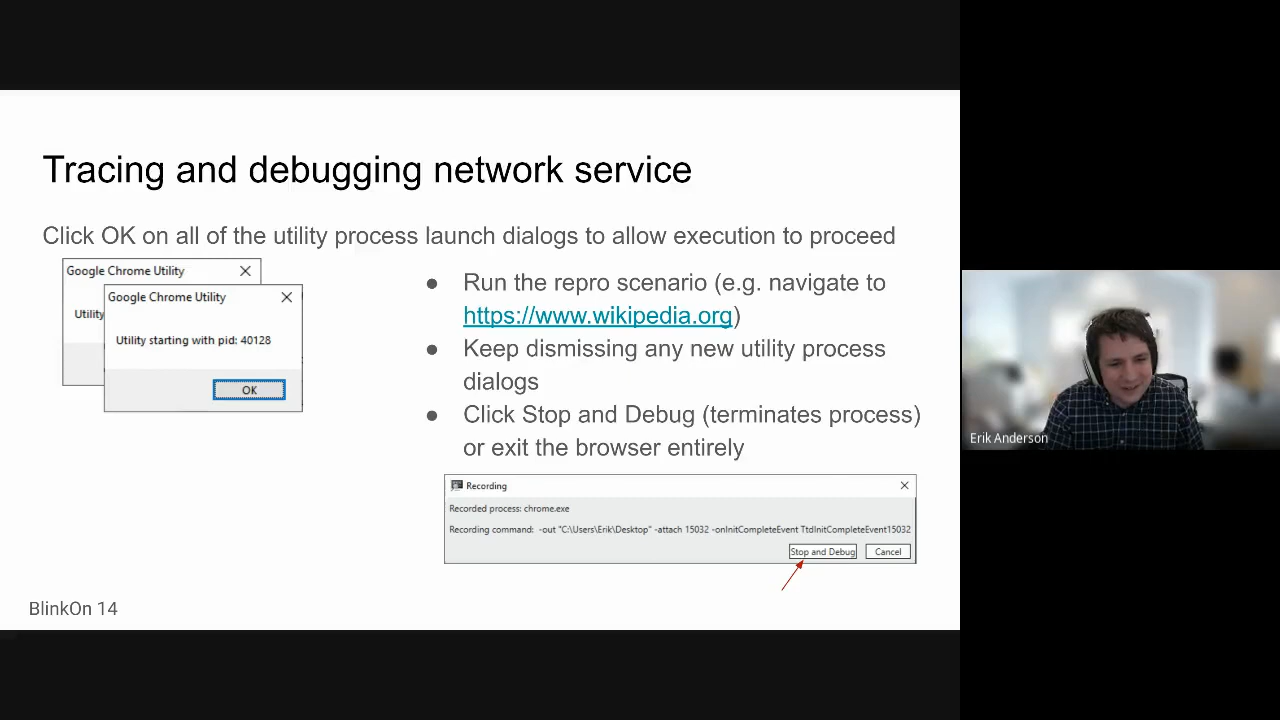 Tracing and debugging network service
Click OK on all of the utility process launch dialogs to allow execution to proceed
Google Chrome Utility
Utility
Google Chrome Utility
Utility starting with pid: 40128
OK
● Run the repro scenario (e.g. navigate to
https://www.wikipedia.org)
● Keep dismissing any new utility process
dialogs
● Click Stop and Debug (terminates process)
or exit the browser entirely
Recording
Recorded process: chrome.exe
Recording command: -out "C:\Users\Erik\Desktop" -attach 15032 -onInitCompleteEvent TtdInitCompleteEvent15032
Stop and Debug Cancel
BlinkOn 14
Erik Anderson